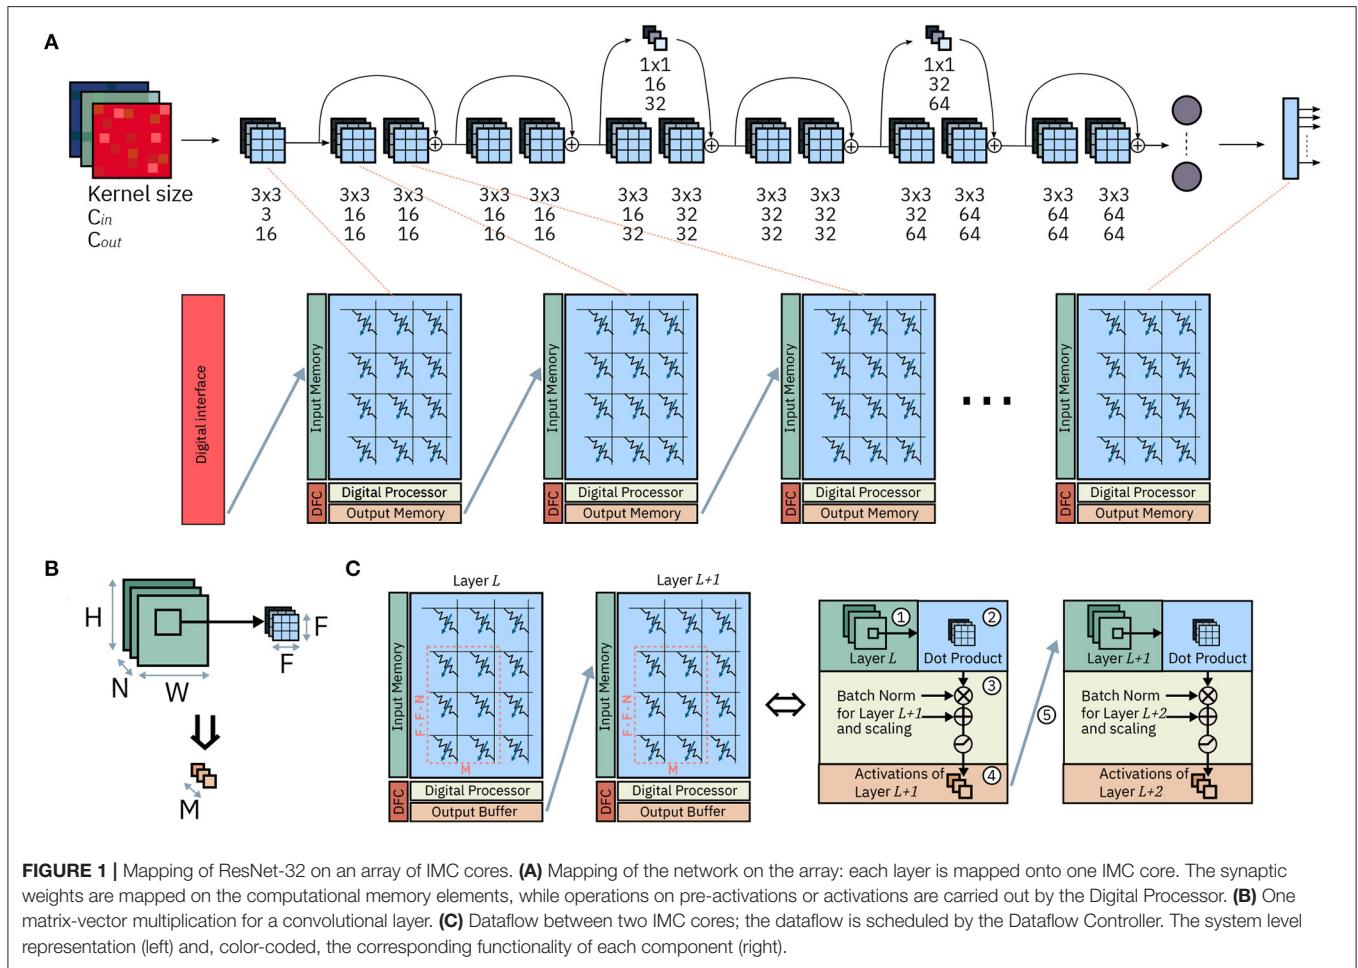 A
1x1
16
32
1x1
32
64
Kernel size 3x3 3x3 3x3 3x3 3x3 3x3 3x3 3x3 3x3 3x3 3x3 3x3 3x3
Cin 3 16 16 16 16 16 32 32 32 32 64 64 64
Cout 16 16 16 16 16 32 32 32 32 64 64 64 64
Digital interface
Input Memory
DFC
Digital Processor
Output Memory
Input Memory
DFC
Digital Processor
Output Memory
Input Memory
DFC
Digital Processor
Output Memory
...
Input Memory
DFC
Digital Processor
Output Memory
B
H
N
W
F
F
M
C
Layer L
Input Memory
F · F · N
M
DFC
Digital Processor
Output Buffer
Layer L+1
Input Memory
F · F · N
M
DFC
Digital Processor
Output Buffer
1
2
Layer L
Dot Product
3
Batch Norm
for Layer L+1
and scaling
4
Activations of
Layer L+1
5
Layer L+1
Dot Product
Batch Norm
for Layer L+2
and scaling
Activations of
Layer L+2
FIGURE 1 | Mapping of ResNet-32 on an array of IMC cores. (A) Mapping of the network on the array: each layer is mapped onto one IMC core. The synaptic
weights are mapped on the computational memory elements, while operations on pre-activations or activations are carried out by the Digital Processor. (B) One
matrix-vector multiplication for a convolutional layer. (C) Dataflow between two IMC cores; the dataflow is scheduled by the Dataflow Controller. The system level
representation (left) and, color-coded, the corresponding functionality of each component (right).